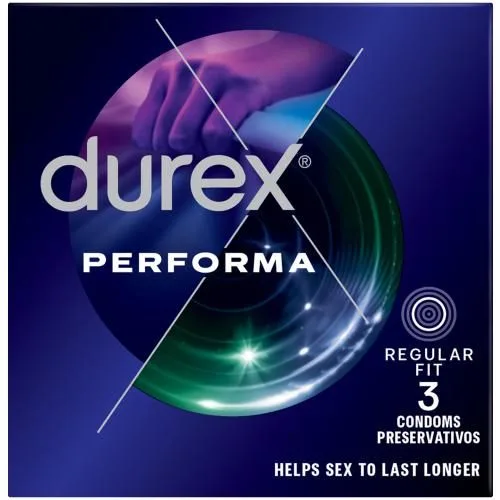 durex®
PERFORMA
REGULAR
FIT
3
CONDOMS
PRESERVATIVOS
HELPS SEX TO LAST LONGER